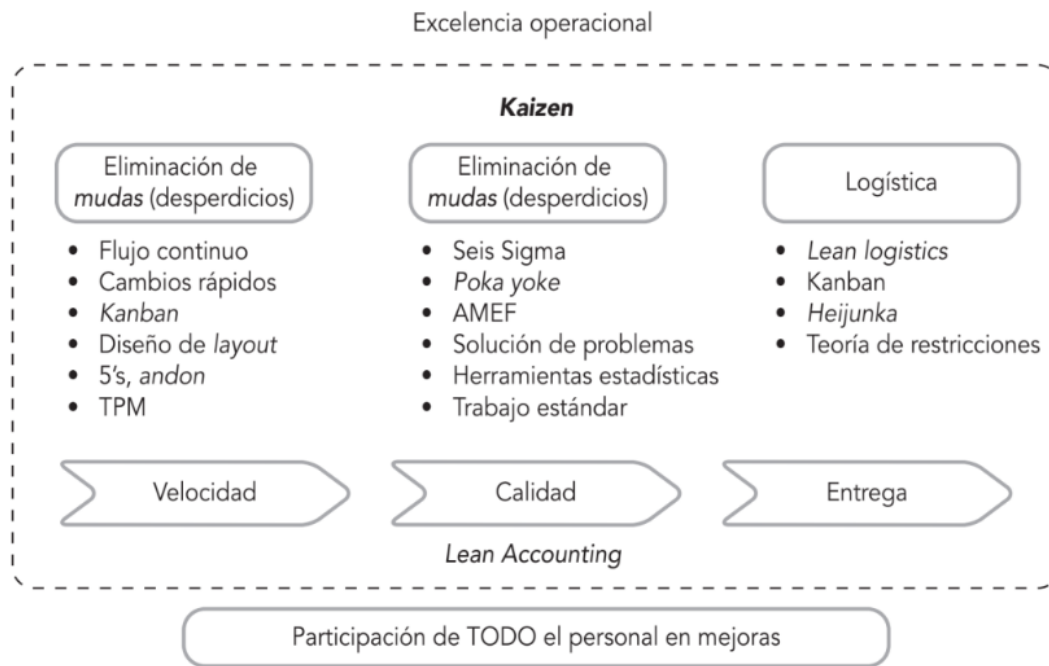 Excelencia operacional
Kaizen
Eliminación de
mudas (desperdicios)
• Flujo continuo
• Cambios rápidos
• Kanban
• Diseño de layout
• 5's, andon
• TPM
Eliminación de
mudas (desperdicios)
• Seis Sigma
• Poka yoke
• AMEF
• Solución de problemas
• Herramientas estadísticas
• Trabajo estándar
Logística
• Lean logistics
• Kanban
• Heijunka
• Teoría de restricciones
Velocidad
Calidad
Entrega
Lean Accounting
Participación de TODO el personal en mejoras